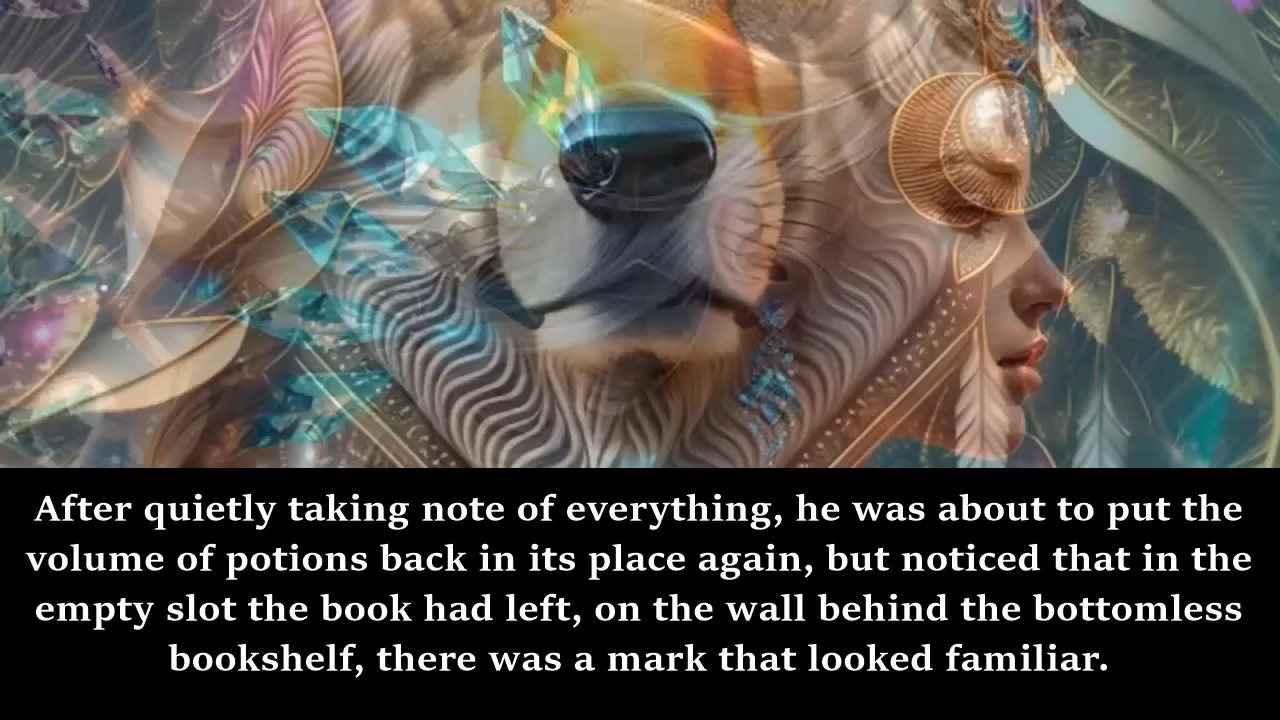 After quietly taking note of everything, he was about to put the
volume of potions back in its place again, but noticed that in the
empty slot the book had left, on the wall behind the bottomless
bookshelf, there was a mark that looked familiar.